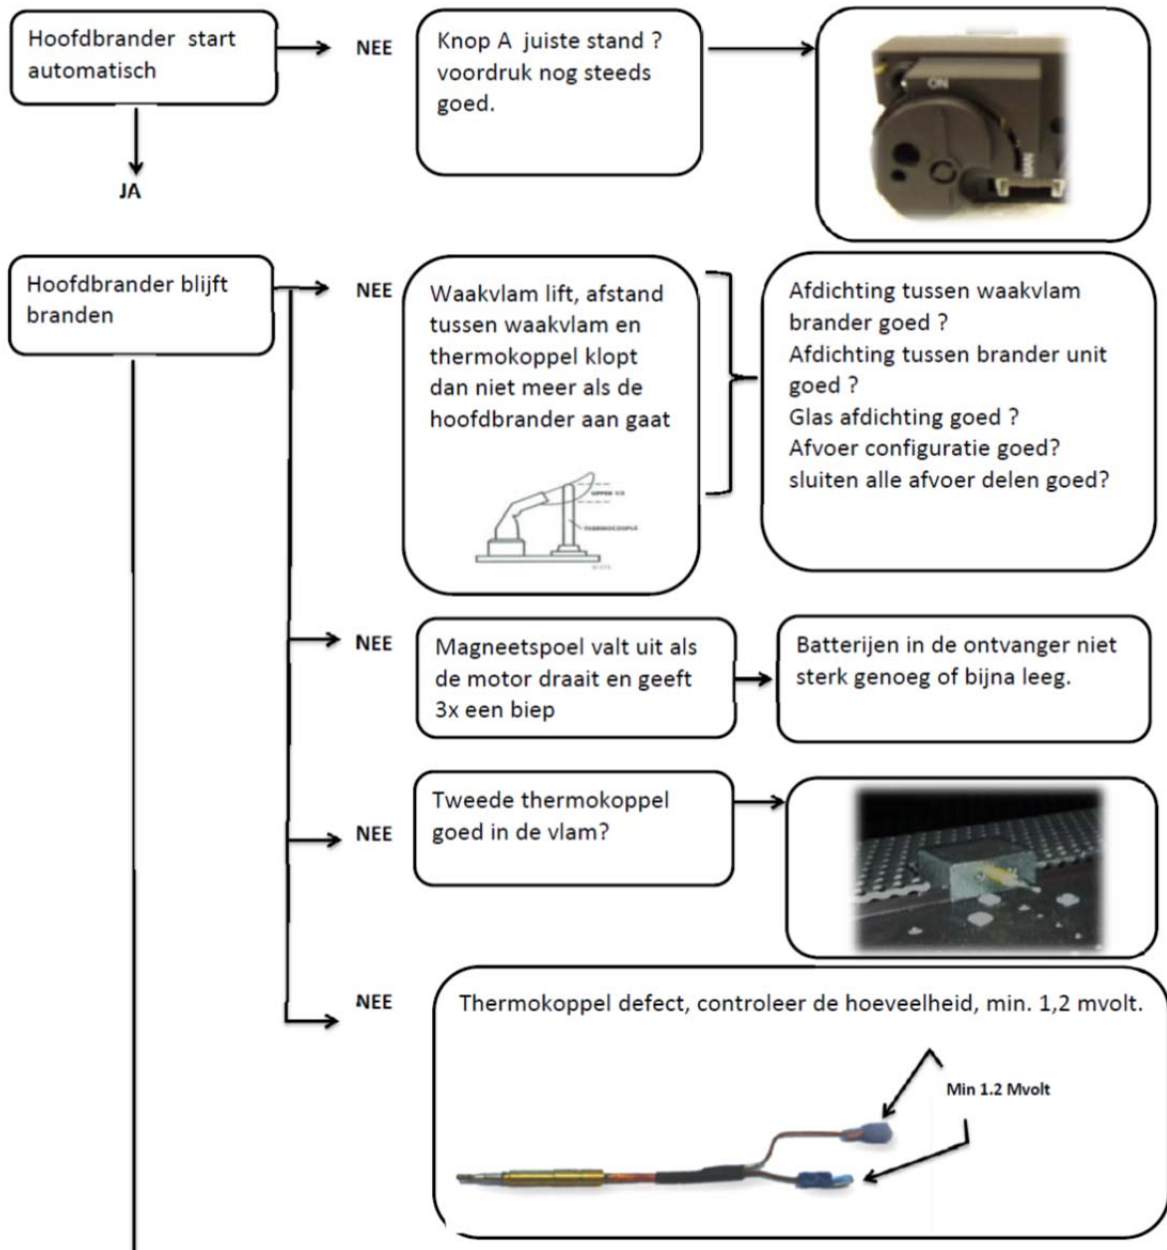 Hoofdbrander start
automatisch
NEE
Knop A juiste stand ?
voordruk nog steeds
goed.
ON
MAN
JA
Hoofdbrander blijft
branden
NEE
Waakvlam lift, afstand
tussen waakvlam en
thermokoppel klopt
dan niet meer als de
hoofdbrander aan gaat
UPPER 1/2
THERMOCOUPLE
Afdichting tussen waakvlam
brander goed ?
Afdichting tussen brander unit
goed ?
Glas afdichting goed ?
Afvoer configuratie goed?
sluiten alle afvoer delen goed?
NEE
Magneetspoel valt uit als
de motor draait en geeft
3x een biep
Batterijen in de ontvanger niet
sterk genoeg of bijna leeg.
NEE
Tweede thermokoppel
goed in de vlam?
NEE
Thermokoppel defect, controleer de hoeveelheid, min. 1,2 mvolt.
Min 1.2 Mvolt